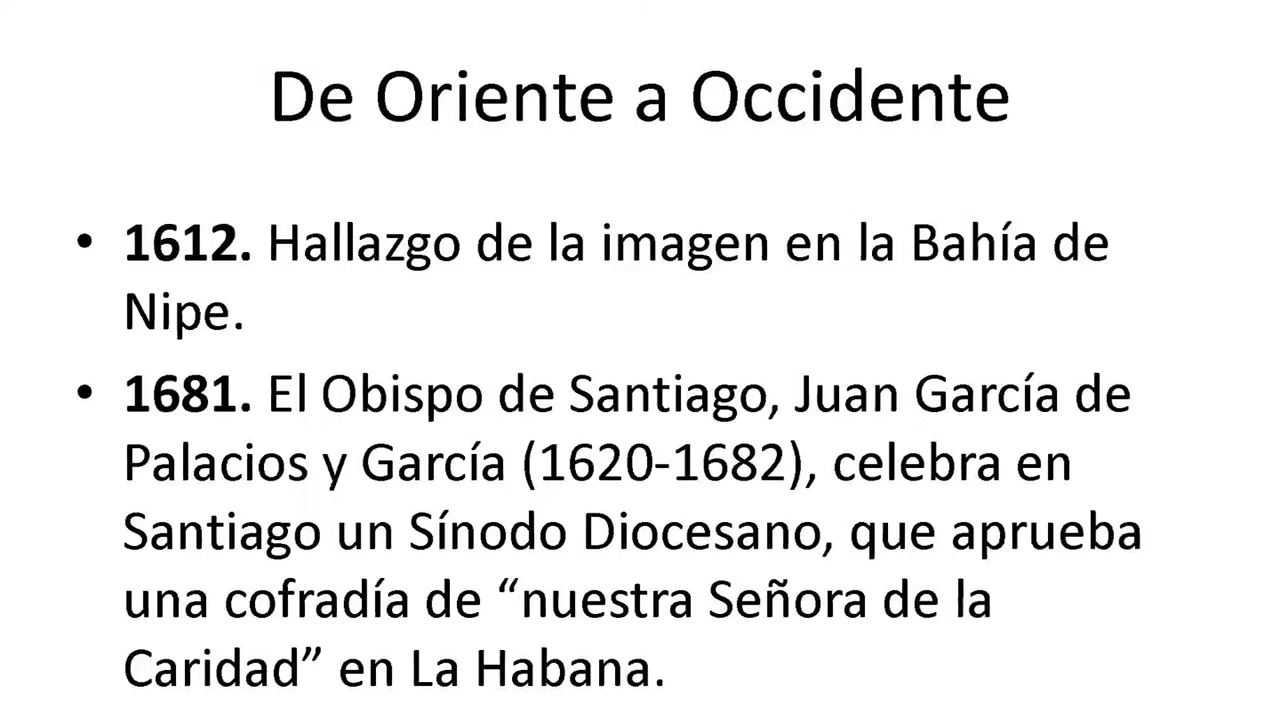 De Oriente a Occidente
• 1612. Hallazgo de la imagen en la Bahía de
Nipe.
• 1681. El Obispo de Santiago, Juan García de
Palacios y García (1620-1682), celebra en
Santiago un Sínodo Diocesano, que aprueba
una cofradía de “nuestra Señora de la
Caridad” en La Habana.